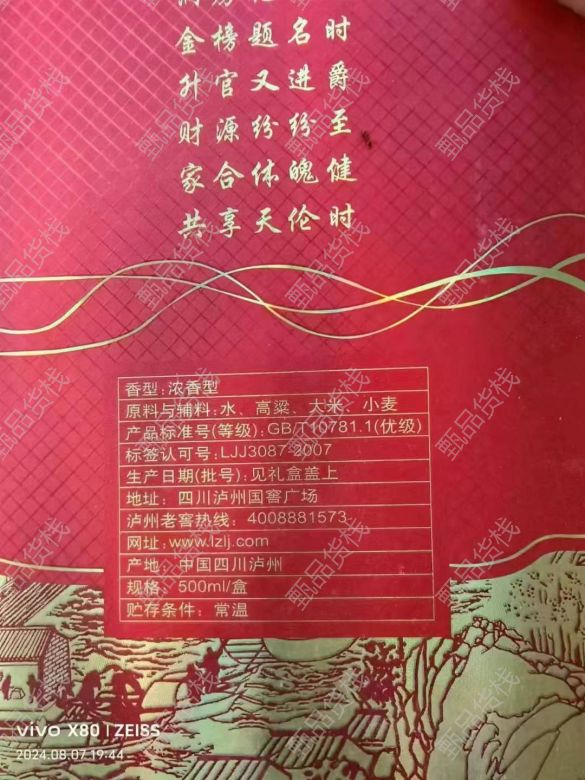 金榜题名时
升官又进爵
财源纷纷至
家合体魄健
共享天伦时
香型:浓香型
原料与辅料:水、高粱、大米、小麦
产品标准号(等级):GB/T10781.1(优级)
标签认可号:LJJ3087-2007
生产日期(批号):见礼盒盖上
地址:四川泸州国窖广场
泸州老窖热线:4008881573
网址:www.lzlj.com
产地:中国四川泸州
规格:500ml/盒
贮存条件:常温
vivo X80 | ZEISS
2024.08.07 19:44
甄品货栈